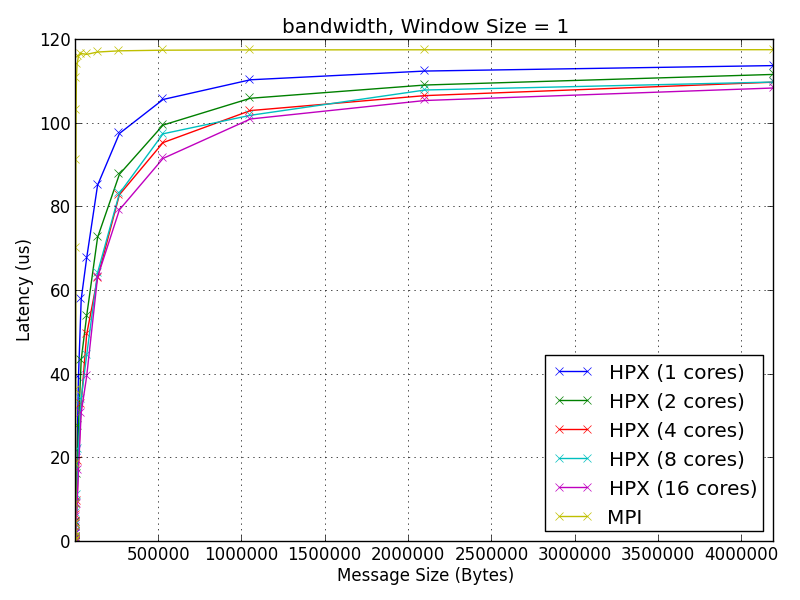 bandwidth, Window Size = 1
120
100
80
60
40
20
0
Latency (us)
500000 1000000 1500000 2000000 2500000 3000000 3500000 4000000
Message Size (Bytes)
HPX (1 cores)
HPX (2 cores)
HPX (4 cores)
HPX (8 cores)
HPX (16 cores)
MPI